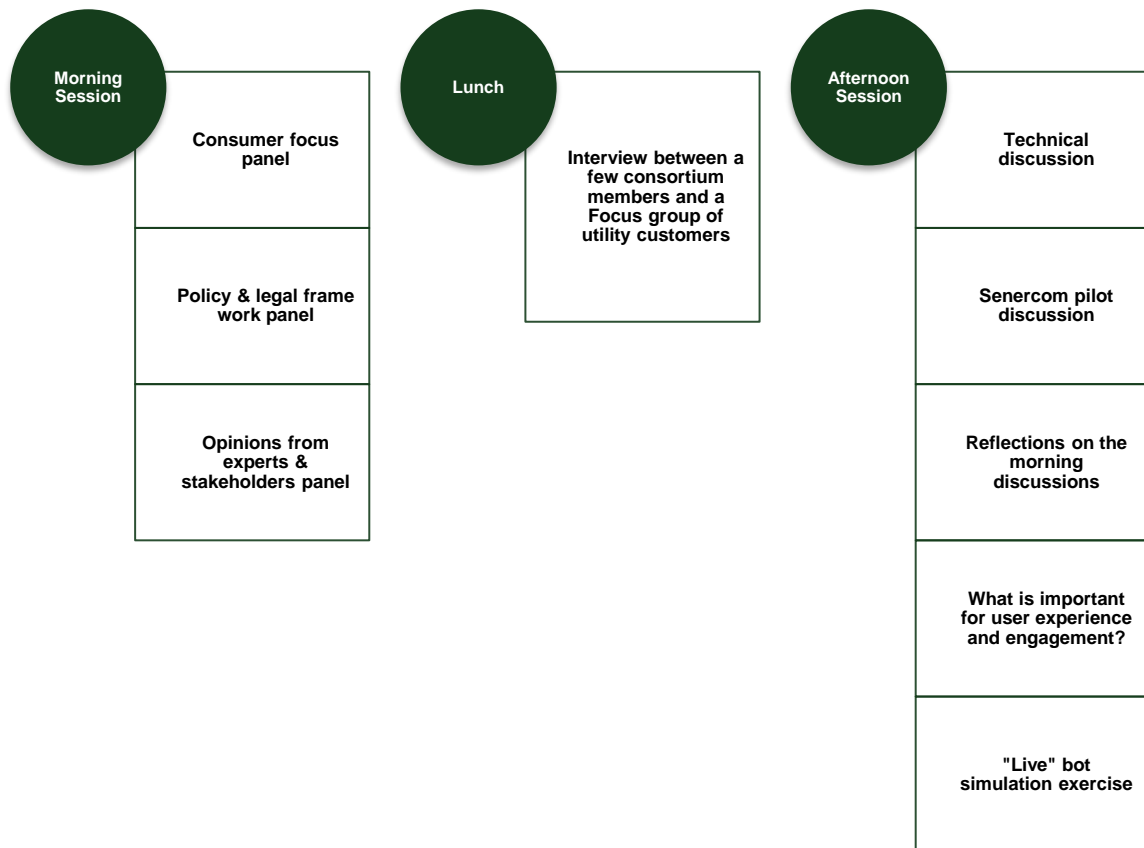 Morning
Session
Consumer focus
panel
Policy & legal frame
work panel
Opinions from
experts &
stakeholders panel
Lunch
Interview between a
few consortium
members and a
Focus group of
utility customers
Afternoon
Session
Technical
discussion
Senercom pilot
discussion
Reflections on the
morning
discussions
What is important
for user experience
and engagement?
"Live" bot
simulation exercise